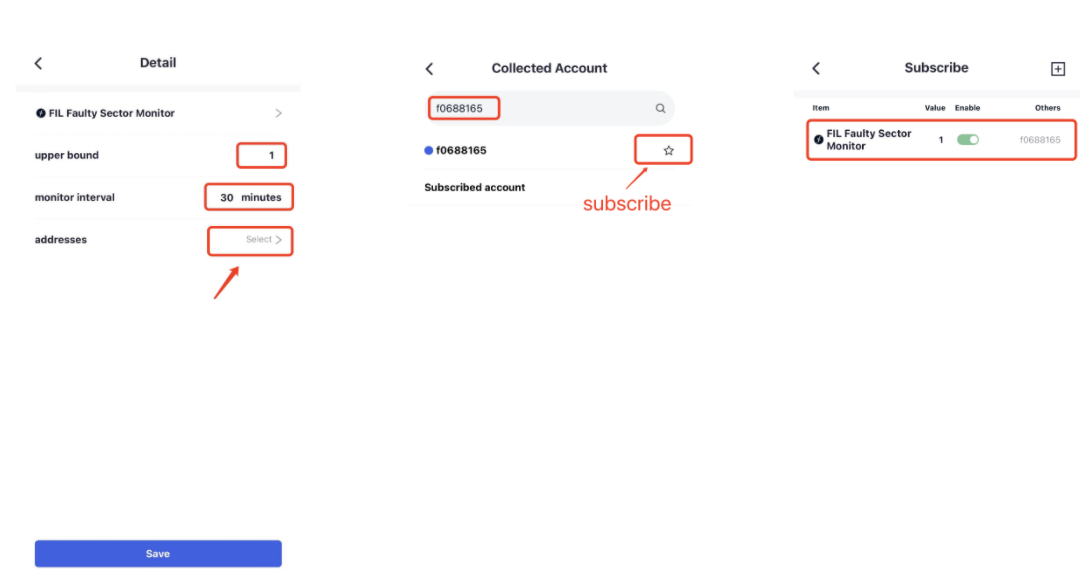 Detail
FIL Faulty Sector Monitor
upper bound 1
monitor interval 30 minutes
addresses Select
Save
Collected Account
f0688165
f0688165
Subscribed account
subscribe
Subscribe
Item Value Enable Others
FIL Faulty Sector
Monitor 1 f0688165